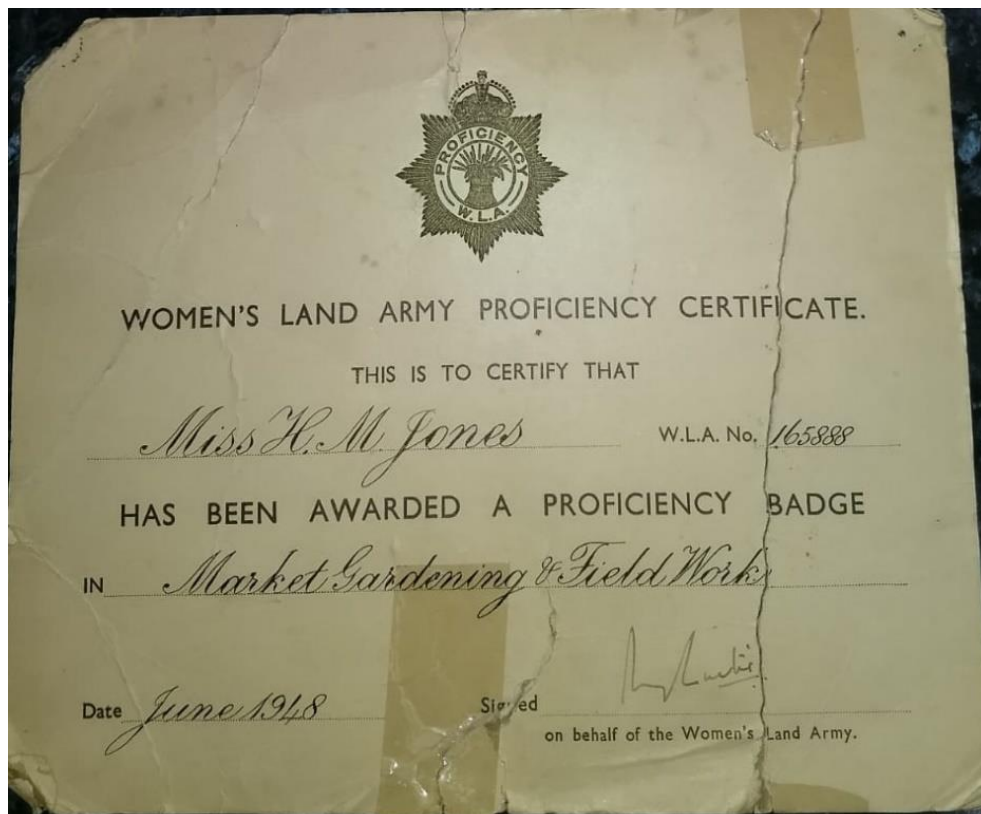 PROFICIENCY
W.L.A.
WOMEN'S LAND ARMY PROFICIENCY CERTIFICATE.
THIS IS TO CERTIFY THAT
Miss H. M. Jones W.L.A. No. 165888
HAS BEEN AWARDED A PROFICIENCY BADGE
IN Market Gardening & Field Work
Date June 1948 Signed
on behalf of the Women's Land Army.